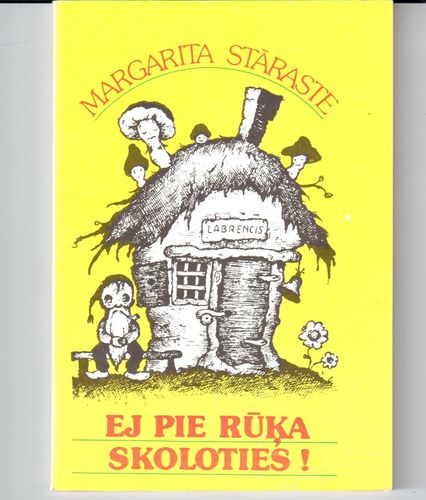 MARGARITA STĀRASTE
LABRENCIS
EJ PIE RŪĶA
SKOLOTIES !